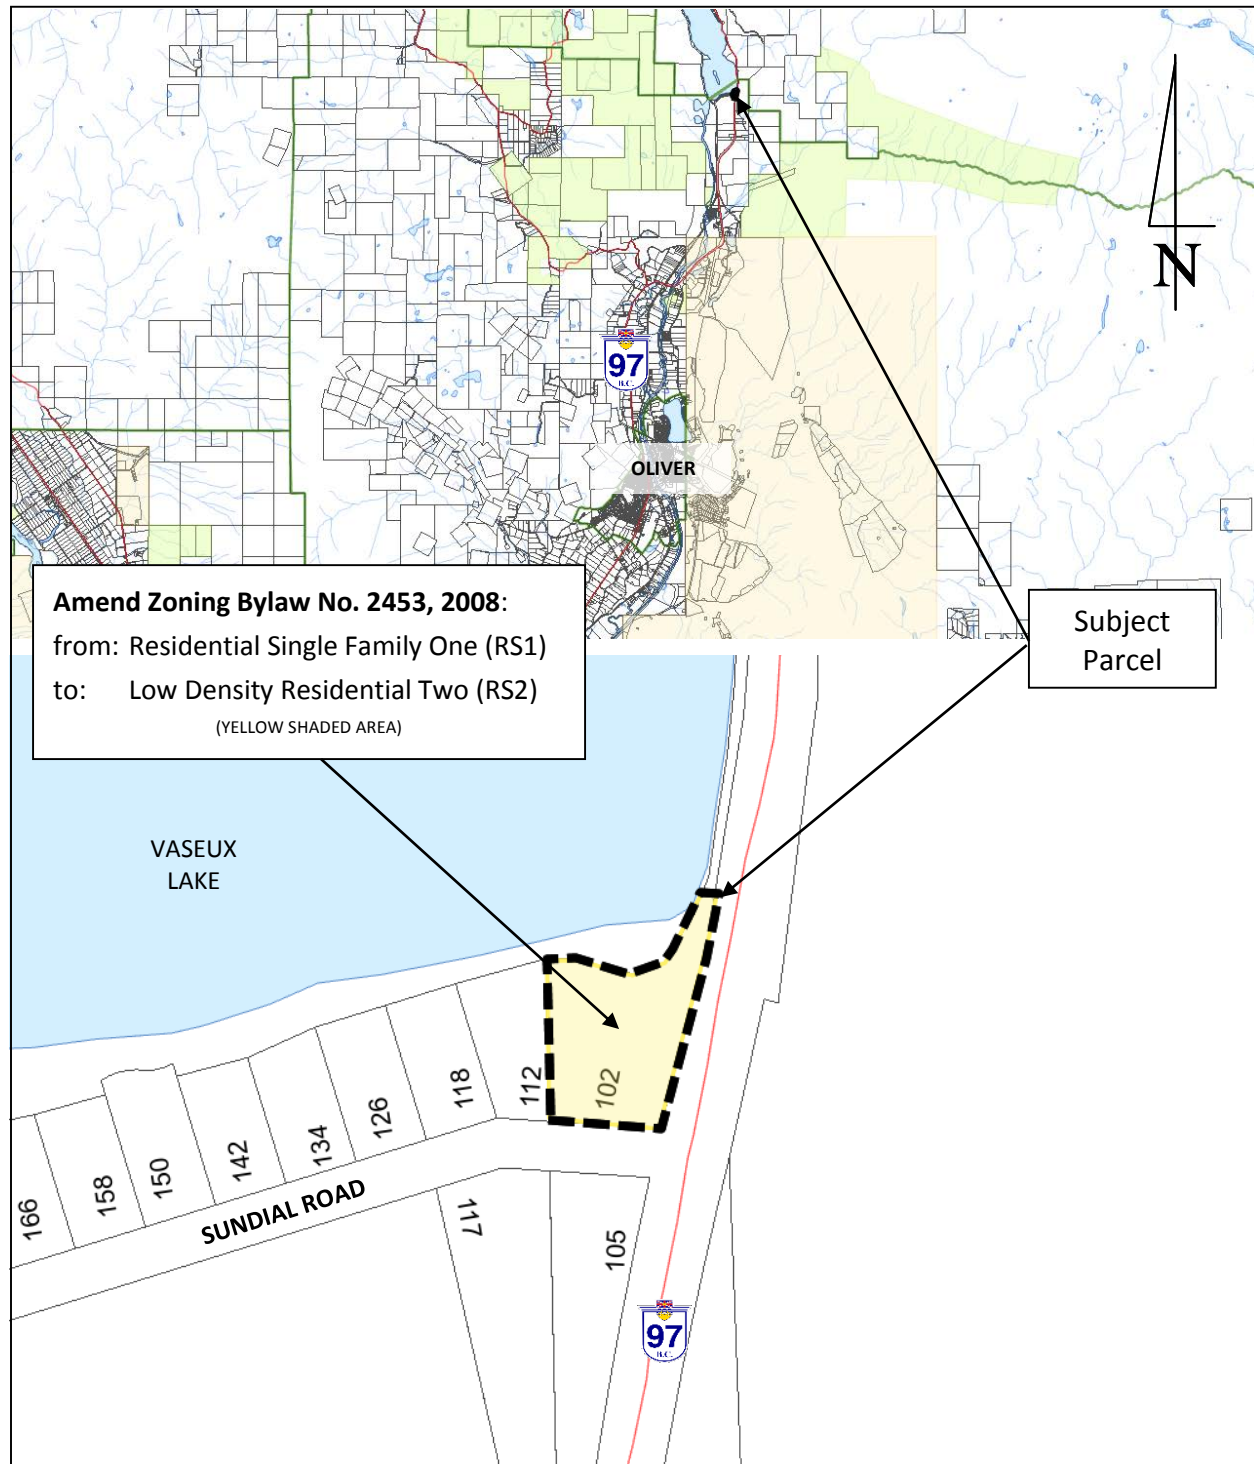 N
97
B.C.
OLIVER
Amend Zoning Bylaw No. 2453, 2008:
from: Residential Single Family One (RS1)
to: Low Density Residential Two (RS2)
(YELLOW SHADED AREA)
Subject
Parcel
VASEUX
LAKE
102
112
118
126
134
142
150
158
166
SUNDIAL ROAD
117
105
97
B.C.